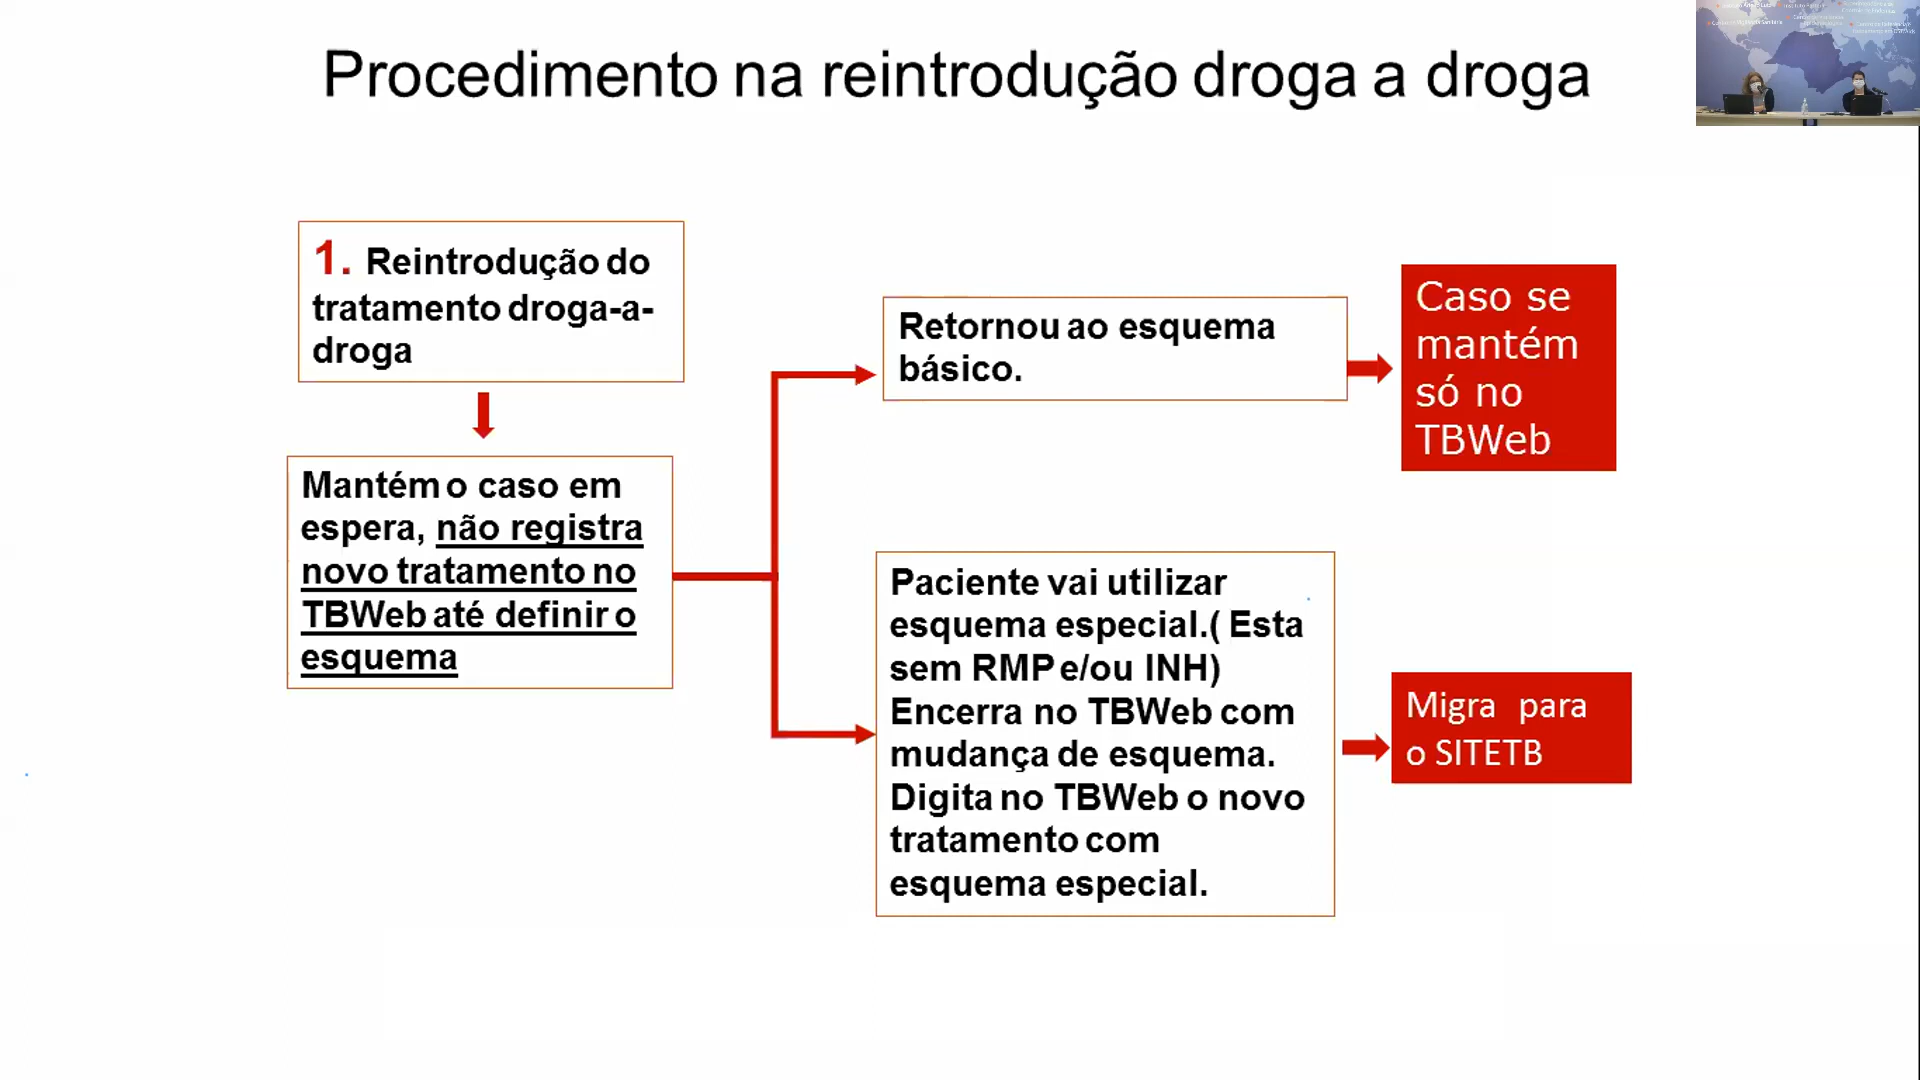 Procedimento na reintrodução droga a droga
1. Reintrodução do
tratamento droga-a-
droga
Mantém o caso em
espera, não registra
novo tratamento no
TBWeb até definir o
esquema
Retornou ao esquema
básico.
Caso se
mantém
só no
TBWeb
Paciente vai utilizar
esquema especial.( Esta
sem RMP e/ou INH)
Encerra no TBWeb com
mudança de esquema.
Digita no TBWeb o novo
tratamento com
esquema especial.
Migra para
o SITETB